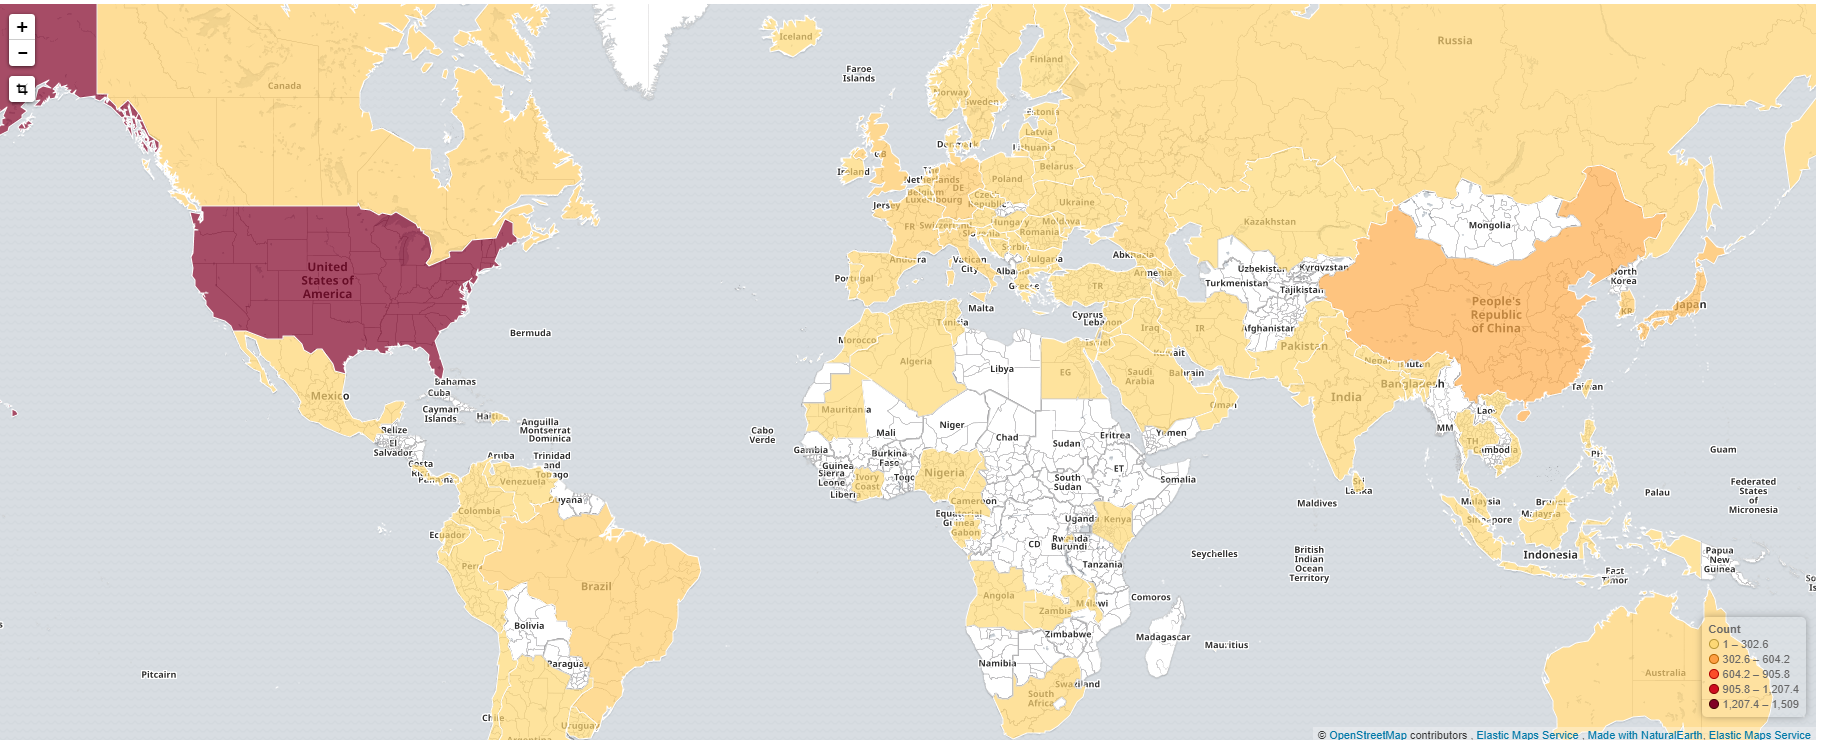 +
−
Iceland
Russia
Faroe
Islands
Finland
Canada
Norway
Sweden
Estonia
Latvia
Lithuania
Denmark
GB
Ireland
The
Netherlands
Belgium
Luxembourg
DE
Poland
Belarus
Czech
Republic
Ukraine
Jersey
FR
Switzerland
Slovenia
Hungary
Moldova
Romania
Serbia
Kazakhstan
Mongolia
Andorra
Vatican
City
Bulgaria
Albania
Greece
Portugal
Abkhazia
Armenia
TR
Uzbekistan
Kyrgyzstan
Turkmenistan
Tajikistan
North
Korea
United
States of
America
People's
Republic
of China
Japan
KR
Malta
Tunisia
Cyprus
Lebanon
Israel
Iraq
IR
Afghanistan
Pakistan
Bermuda
Morocco
Algeria
Libya
EG
Kuwait
Saudi
Arabia
Bahrain
Oman
Nepal
Bhutan
Bangladesh
India
Taiwan
Mexico
Bahamas
Cuba
Cayman
Islands
Haiti
Anguilla
Montserrat
Dominica
Belize
El
Salvador
Costa
Rica
Panama
Aruba
Trinidad
and
Tobago
Venezuela
Guyana
Colombia
Ecuador
Peru
Brazil
Bolivia
Paraguay
Chile
Uruguay
Argentina
Pitcairn
Cabo
Verde
Mauritania
Mali
Niger
Chad
Sudan
Eritrea
Yemen
Gambia
Guinea
Sierra
Leone
Liberia
Burkina
Faso
Ivory
Coast
Togo
Nigeria
Cameroon
ET
South
Sudan
Somalia
Equatorial
Guinea
Gabon
Uganda
Kenya
CD
Rwanda
Burundi
Tanzania
Seychelles
Angola
Zambia
Malawi
Comoros
Zimbabwe
Madagascar
Mauritius
Namibia
Swaziland
South
Africa
Laos
MM
TH
Cambodia
PH
Guam
Sri
Lanka
Maldives
Malaysia
Singapore
Brunei
Malaysia
Palau
Federated
States
of
Micronesia
British
Indian
Ocean
Territory
Indonesia
East
Timor
Papua
New
Guinea
Australia
Count
1 – 302.6
302.6 – 604.2
604.2 – 905.8
905.8 – 1,207.4
1,207.4 – 1,509
© OpenStreetMap contributors , Elastic Maps Service , Made with NaturalEarth, Elastic Maps Service